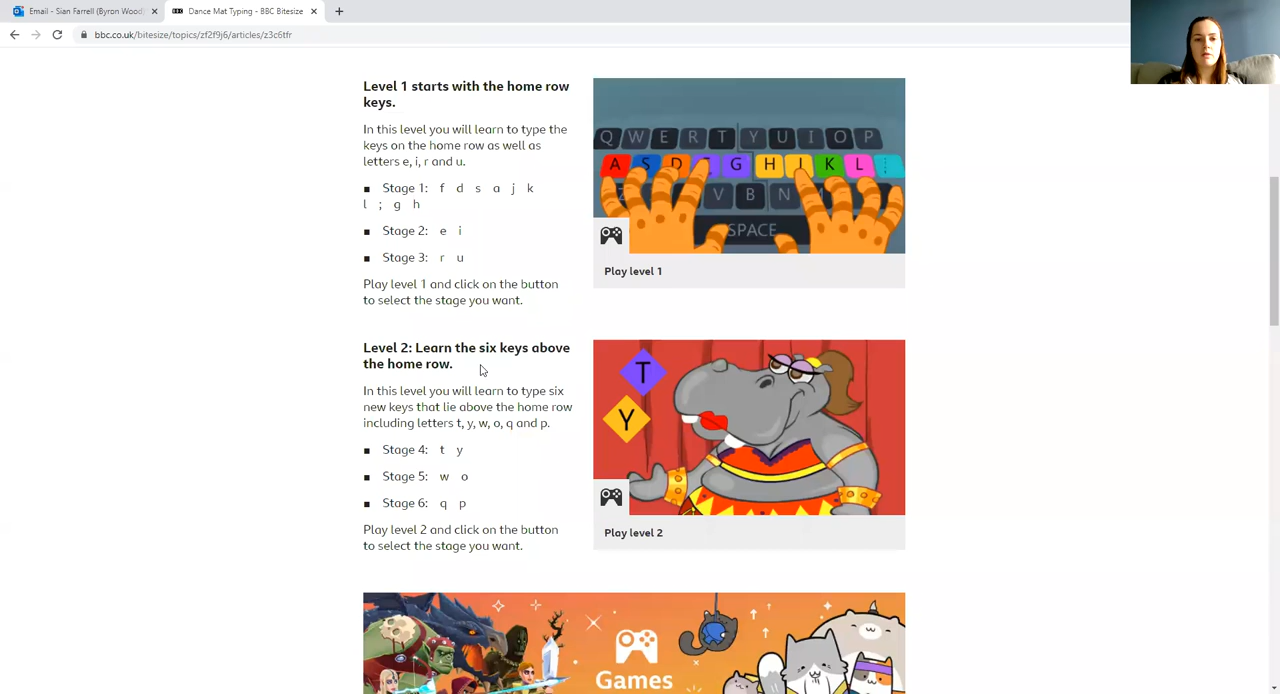 Email - Sian Farrell (Byron Wood)
BBC Dance Mat Typing - BBC Bitesize
bbc.co.uk/bitesize/topics/zf2f9j6/articles/z3c6tfr
Level 1 starts with the home row
keys.
In this level you will learn to type the
keys on the home row as well as
letters e, i, r and u.
Stage 1: f d s a j k
l ; g h
Stage 2: e i
Stage 3: r u
Play level 1 and click on the button
to select the stage you want.
Q W E R T Y U I O P
A S D G H J K L ;
V B N
SPACE
Play level 1
Level 2: Learn the six keys above
the home row.
In this level you will learn to type six
new keys that lie above the home row
including letters t, y, w, o, q and p.
Stage 4: t y
Stage 5: w o
Stage 6: q p
Play level 2 and click on the button
to select the stage you want.
T
Y
Play level 2
Games